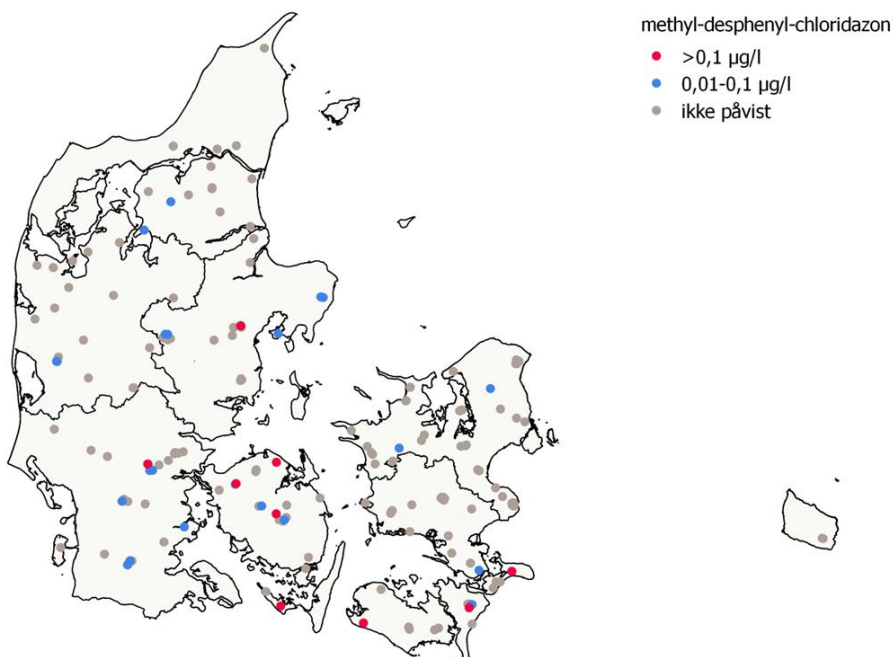 methyl-desphenyl-chloridazon
>0,1 µg/l
0,01-0,1 µg/l
ikke påvist